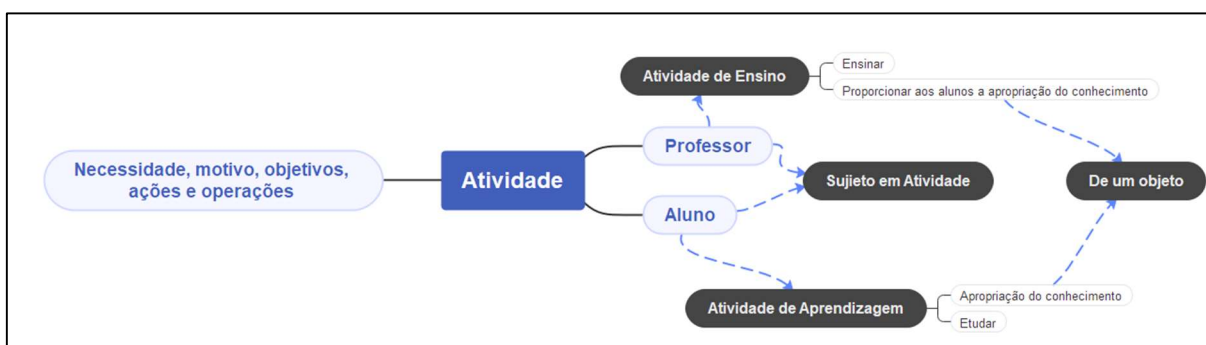 Atividade de Ensino
Ensinar
Proporcionar aos alunos a apropriação do conhecimento
Necessidade, motivo, objetivos,
ações e operações
Atividade
Professor
Aluno
Sujieto em Atividade
De um objeto
Atividade de Aprendizagem
Apropriação do conhecimento
Etudar